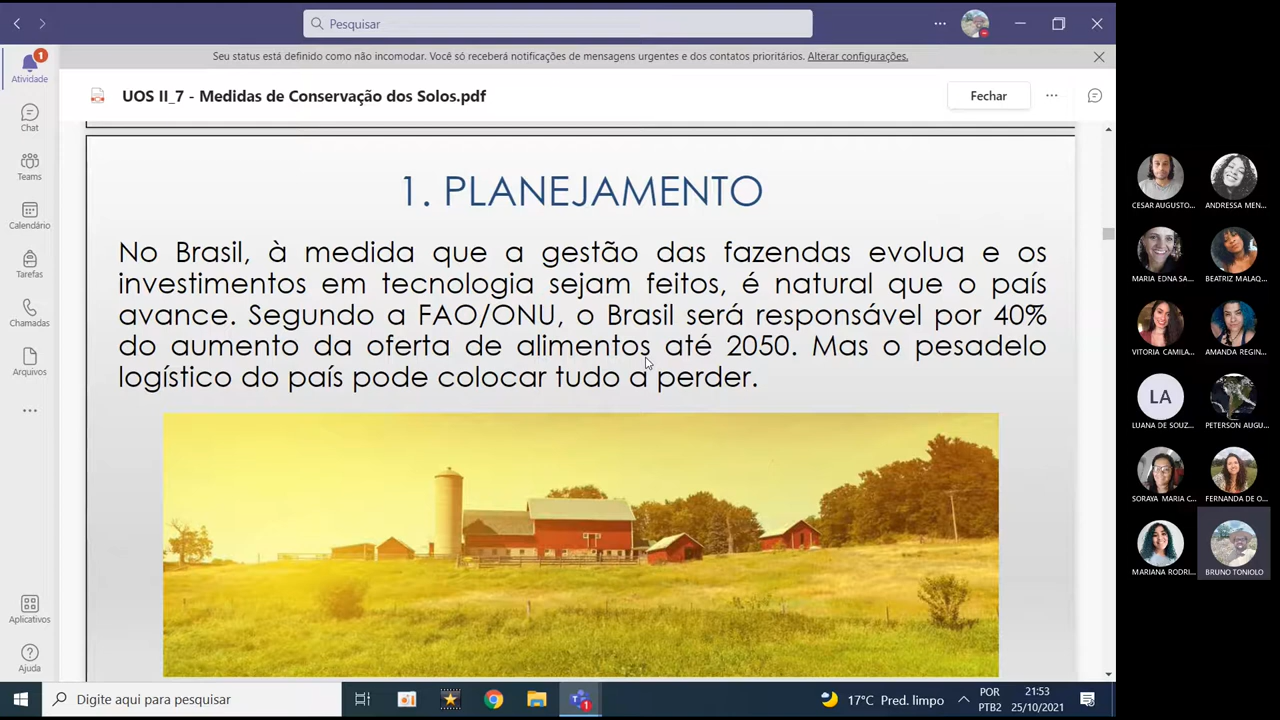 Pesquisar
Seu status está definido como não incomodar. Você só receberá notificações de mensagens urgentes e dos contatos prioritários. Alterar configurações.
1
Atividade
Chat
Teams
Calendário
Tarefas
Chamadas
Arquivos
Aplicativos
Ajuda
UOS II_7 - Medidas de Conservação dos Solos.pdf
Fechar
1. PLANEJAMENTO
No Brasil, à medida que a gestão das fazendas evolua e os
investimentos em tecnologia sejam feitos, é natural que o país
avance. Segundo a FAO/ONU, o Brasil será responsável por 40%
do aumento da oferta de alimentos até 2050. Mas o pesadelo
logístico do país pode colocar tudo a perder.
CESAR AUGUSTO... ANDRESSA MEN...
MARIA EDNA SA... BEATRIZ MALAQ...
VITORIA CAMILA... AMANDA REGIN...
LA
LUANA DE SOUZ... PETERSON AUGU...
SORAYA MARIA C... FERNANDA DE O...
MARIANA RODRI... BRUNO TONIOLO
Digite aqui para pesquisar
1
17°C Pred. limpo
POR
PTB2
21:53
25/10/2021